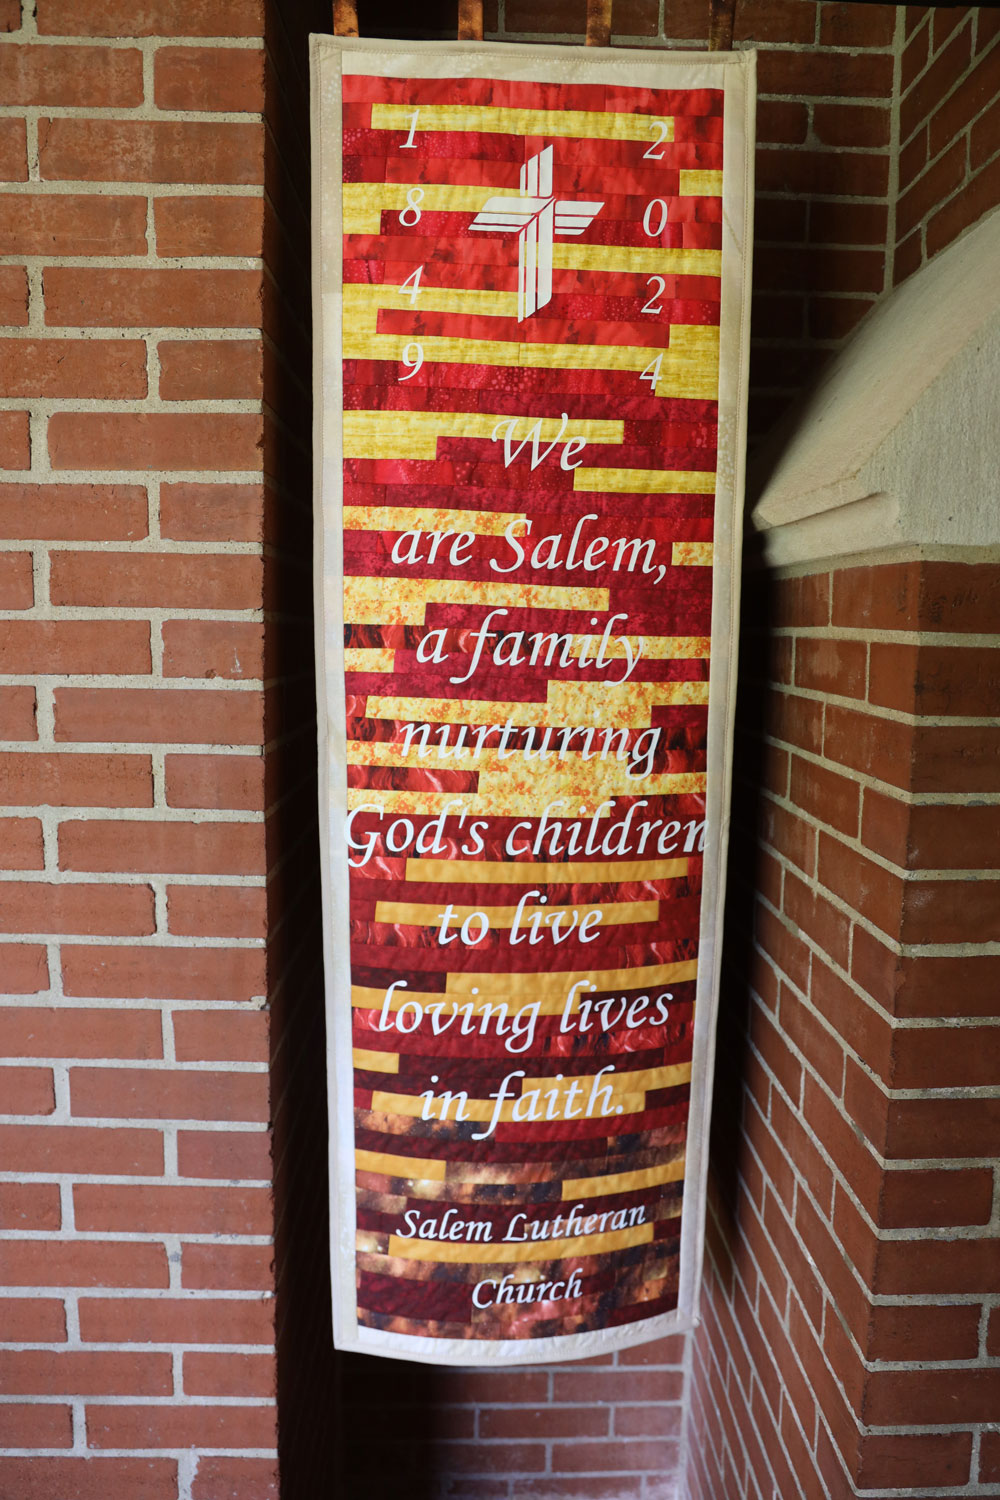 1 2
8 0
4 2
9 4
We
are Salem,
a family
nurturing
God's children
to live
loving lives
in faith.
Salem Lutheran
Church